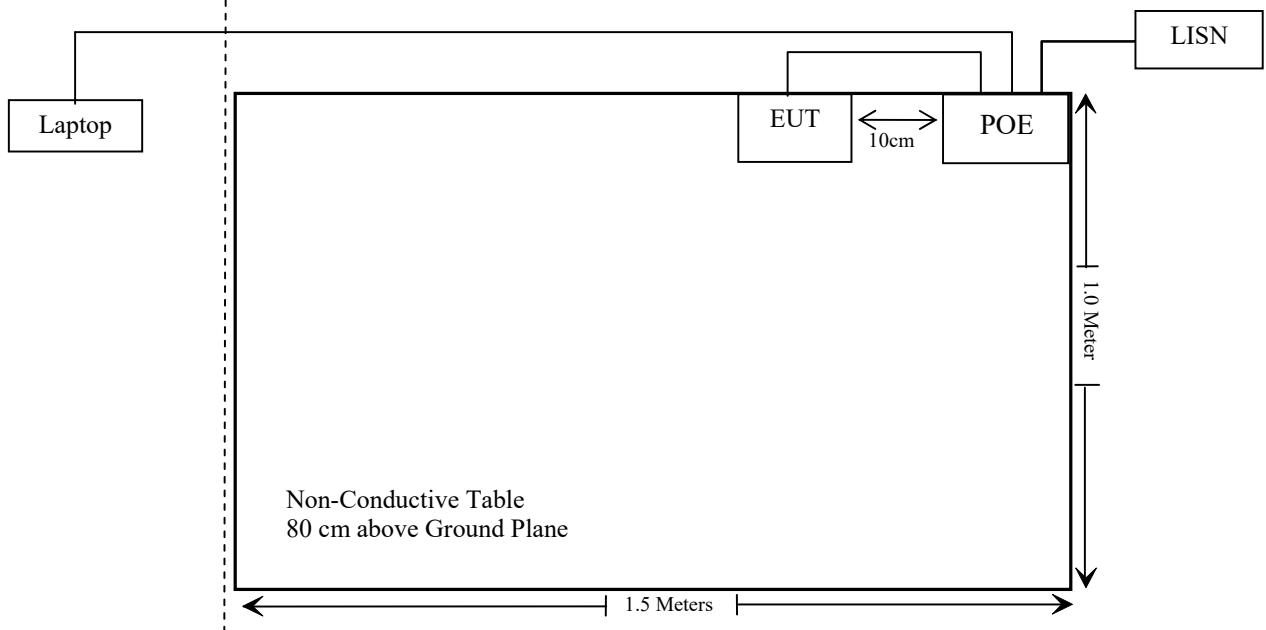 LISN
Laptop
EUT
POE
10cm
1.0 Meter
Non-Conductive Table
80 cm above Ground Plane
1.5 Meters